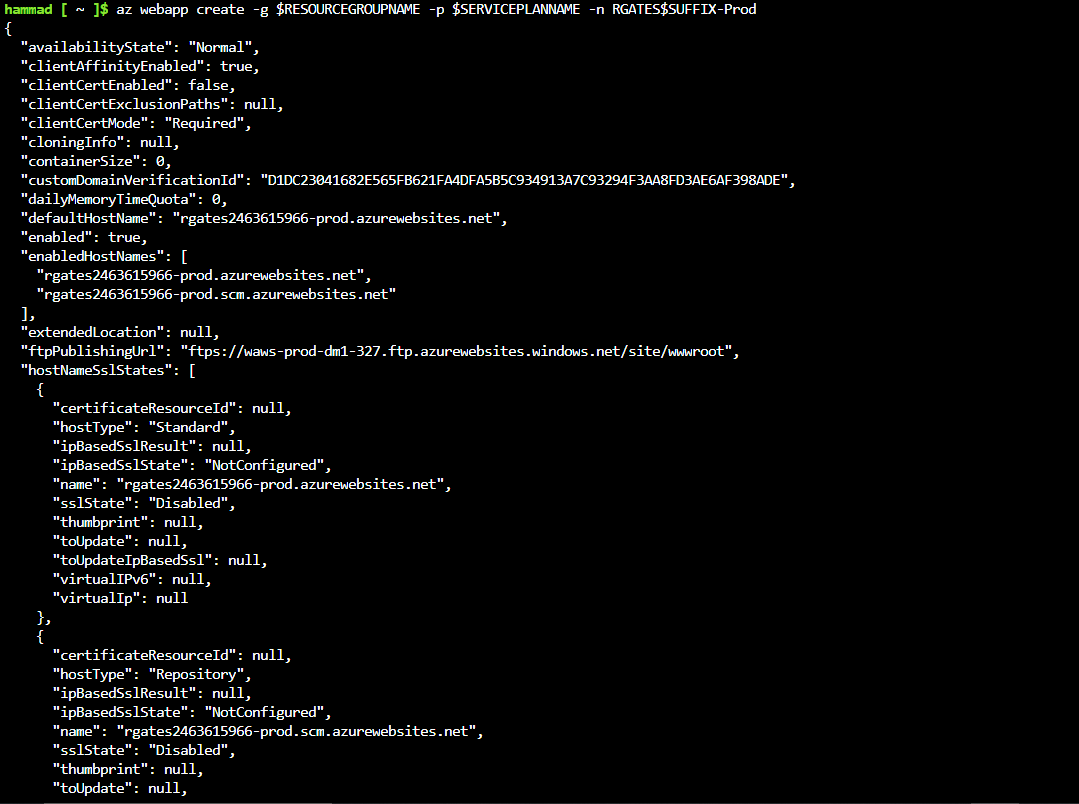 hammad [ ~ ]$ az webapp create -g $RESOURCEGROUPNAME -p $SERVICEPLANNAME -n RGATES$SUFFIX-Prod
{
  "availabilityState": "Normal",
  "clientAffinityEnabled": true,
  "clientCertEnabled": false,
  "clientCertExclusionPaths": null,
  "clientCertMode": "Required",
  "cloningInfo": null,
  "containerSize": 0,
  "customDomainVerificationId": "D1DC23041682E565FB621FA4DFA5B5C934913A7C93294F3AA8FD3AE6AF398ADE",
  "dailyMemoryTimeQuota": 0,
  "defaultHostName": "rgates2463615966-prod.azurewebsites.net",
  "enabled": true,
  "enabledHostNames": [
    "rgates2463615966-prod.azurewebsites.net",
    "rgates2463615966-prod.scm.azurewebsites.net"
  ],
  "extendedLocation": null,
  "ftpPublishingUrl": "ftps://waws-prod-dm1-327.ftp.azurewebsites.windows.net/site/wwwroot",
  "hostNameSslStates": [
    {
      "certificateResourceId": null,
      "hostType": "Standard",
      "ipBasedSslResult": null,
      "ipBasedSslState": "NotConfigured",
      "name": "rgates2463615966-prod.azurewebsites.net",
      "sslState": "Disabled",
      "thumbprint": null,
      "toUpdate": null,
      "toUpdateIpBasedSsl": null,
      "virtualIPv6": null,
      "virtualIp": null
    },
    {
      "certificateResourceId": null,
      "hostType": "Repository",
      "ipBasedSslResult": null,
      "ipBasedSslState": "NotConfigured",
      "name": "rgates2463615966-prod.scm.azurewebsites.net",
      "sslState": "Disabled",
      "thumbprint": null,
      "toUpdate": null,